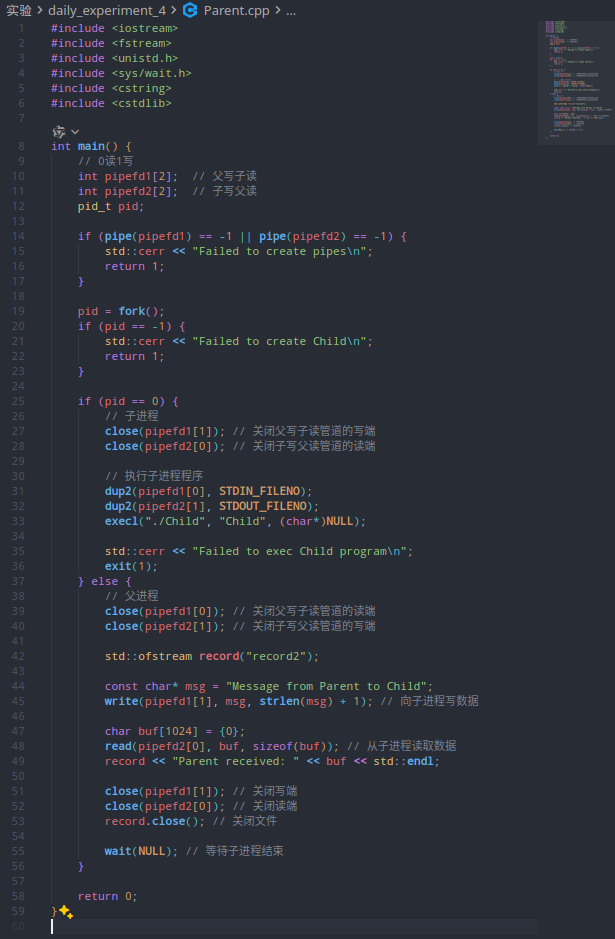 实验 > daily_experiment_4 > Parent.cpp > ...
1 #include <iostream>
2 #include <fstream>
3 #include <unistd.h>
4 #include <sys/wait.h>
5 #include <cstring>
6 #include <cstdlib>
7
8 int main() {
9     // 0读1写
10     int pipefd1[2];  // 父写子读
11     int pipefd2[2];  // 子写父读
12     pid_t pid;
13
14     if (pipe(pipefd1) == -1 || pipe(pipefd2) == -1) {
15         std::cerr << "Failed to create pipes\n";
16         return 1;
17     }
18
19     pid = fork();
20     if (pid == -1) {
21         std::cerr << "Failed to create Child\n";
22         return 1;
23     }
24
25     if (pid == 0) {
26         // 子进程
27         close(pipefd1[1]); // 关闭父写子读管道的写端
28         close(pipefd2[0]); // 关闭子写父读管道的读端
29
30         // 执行子进程程序
31         dup2(pipefd1[0], STDIN_FILENO);
32         dup2(pipefd2[1], STDOUT_FILENO);
33         execl("./Child", "Child", (char*)NULL);
34
35         std::cerr << "Failed to exec Child program\n";
36         exit(1);
37     } else {
38         // 父进程
39         close(pipefd1[0]); // 关闭父写子读管道的读端
40         close(pipefd2[1]); // 关闭子写父读管道的写端
41
42         std::ofstream record("record2");
43
44         const char* msg = "Message from Parent to Child";
45         write(pipefd1[1], msg, strlen(msg) + 1); // 向子进程写数据
46
47         char buf[1024] = {0};
48         read(pipefd2[0], buf, sizeof(buf)); // 从子进程读取数据
49         record << "Parent received: " << buf << std::endl;
50
51         close(pipefd1[1]); // 关闭写端
52         close(pipefd2[0]); // 关闭读端
53         record.close(); // 关闭文件
54
55         wait(NULL); // 等待子进程结束
56     }
57
58     return 0;
59 }
60